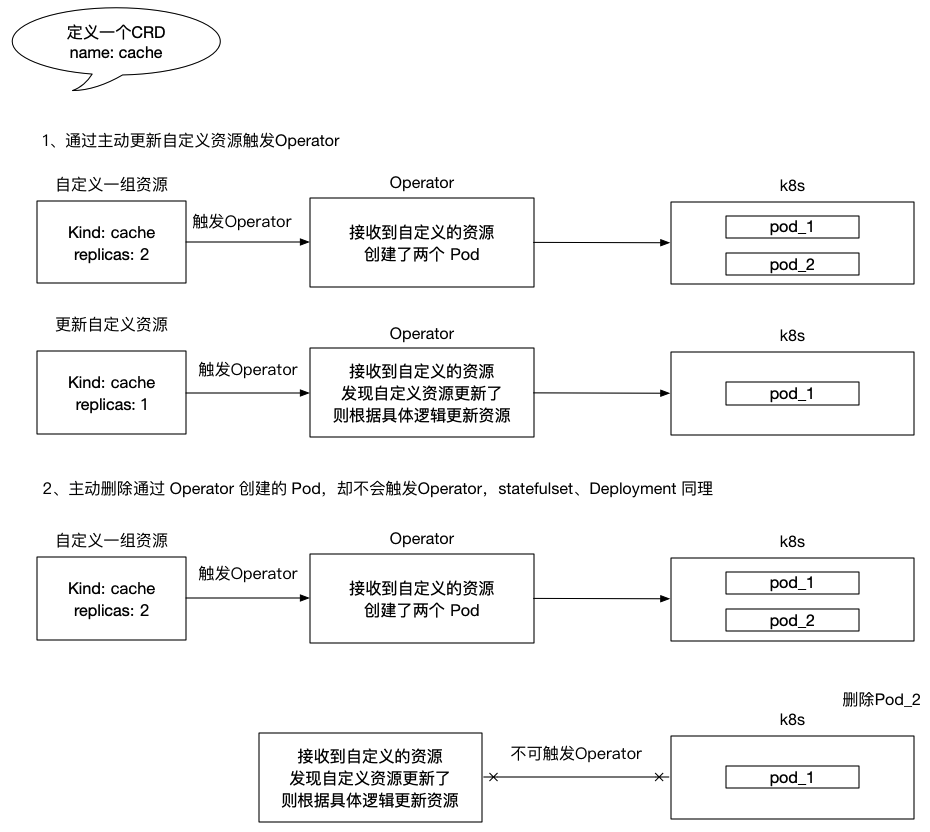 定义一个CRD
name: cache
1、通过主动更新自定义资源触发Operator
自定义一组资源
Operator
k8s
Kind: cache
replicas: 2
触发Operator
接收到自定义的资源
创建了两个 Pod
pod_1
pod_2
更新自定义资源
Operator
k8s
Kind: cache
replicas: 1
触发Operator
接收到自定义的资源
发现自定义资源更新了
则根据具体逻辑更新资源
pod_1
2、主动删除通过 Operator 创建的 Pod，却不会触发Operator，statefulset、Deployment 同理
自定义一组资源
Operator
k8s
Kind: cache
replicas: 2
触发Operator
接收到自定义的资源
创建了两个 Pod
pod_1
pod_2
删除Pod_2
k8s
接收到自定义的资源
发现自定义资源更新了
则根据具体逻辑更新资源
不可触发Operator
pod_1